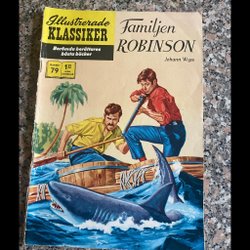 Illustrerade
KLASSIKER
Berömda berättares
bästa böcker
79
Familjen
ROBINSON
Johann Wyss